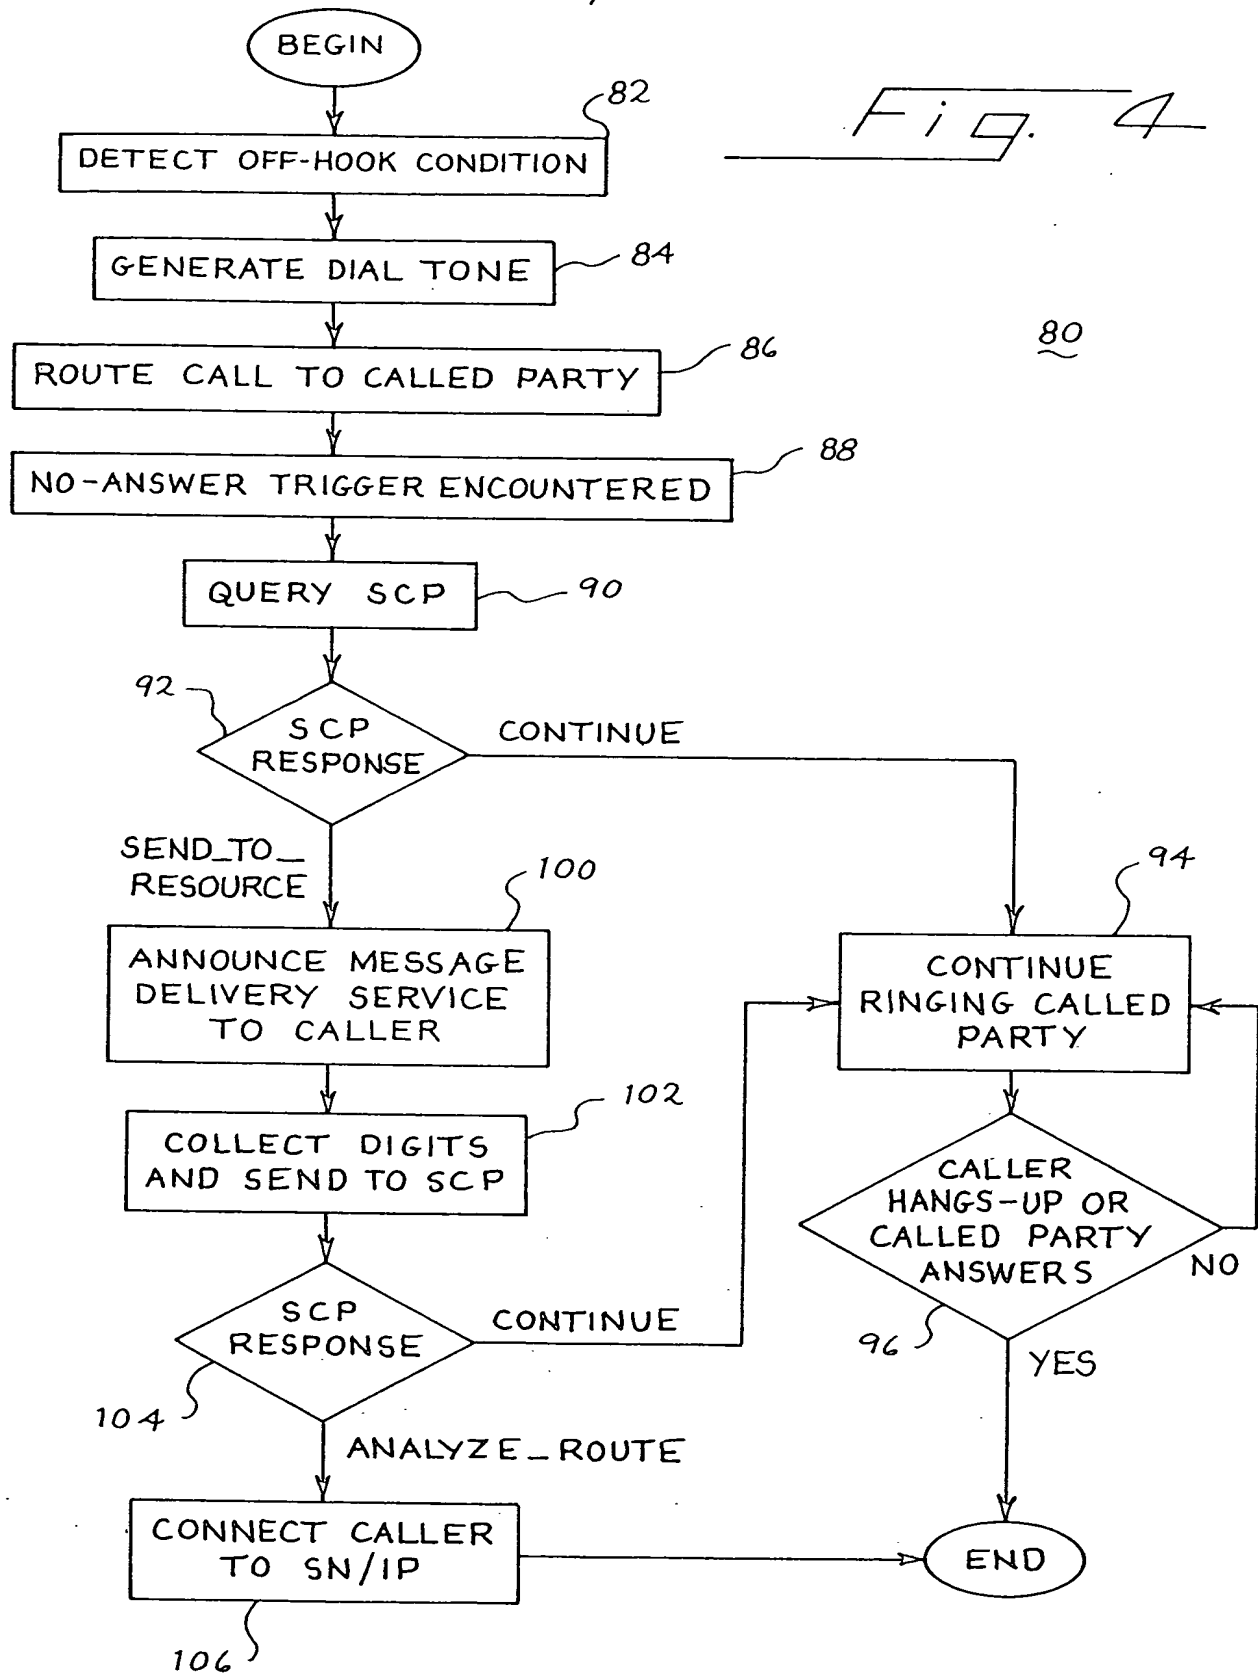 BEGIN
82
Fig. 4
DETECT OFF-HOOK CONDITION
GENERATE DIAL TONE
84
80
ROUTE CALL TO CALLED PARTY
86
NO-ANSWER TRIGGER ENCOUNTERED
88
QUERY SCP
90
92
SCP
RESPONSE
CONTINUE
SEND_TO_
RESOURCE
100
94
ANNOUNCE MESSAGE
DELIVERY SERVICE
TO CALLER
CONTINUE
RINGING CALLED
PARTY
102
COLLECT DIGITS
AND SEND TO SCP
CALLER
HANGS-UP OR
CALLED PARTY
ANSWERS
NO
96
YES
SCP
RESPONSE
CONTINUE
104
ANALYZE_ROUTE
CONNECT CALLER
TO SN/IP
END
106